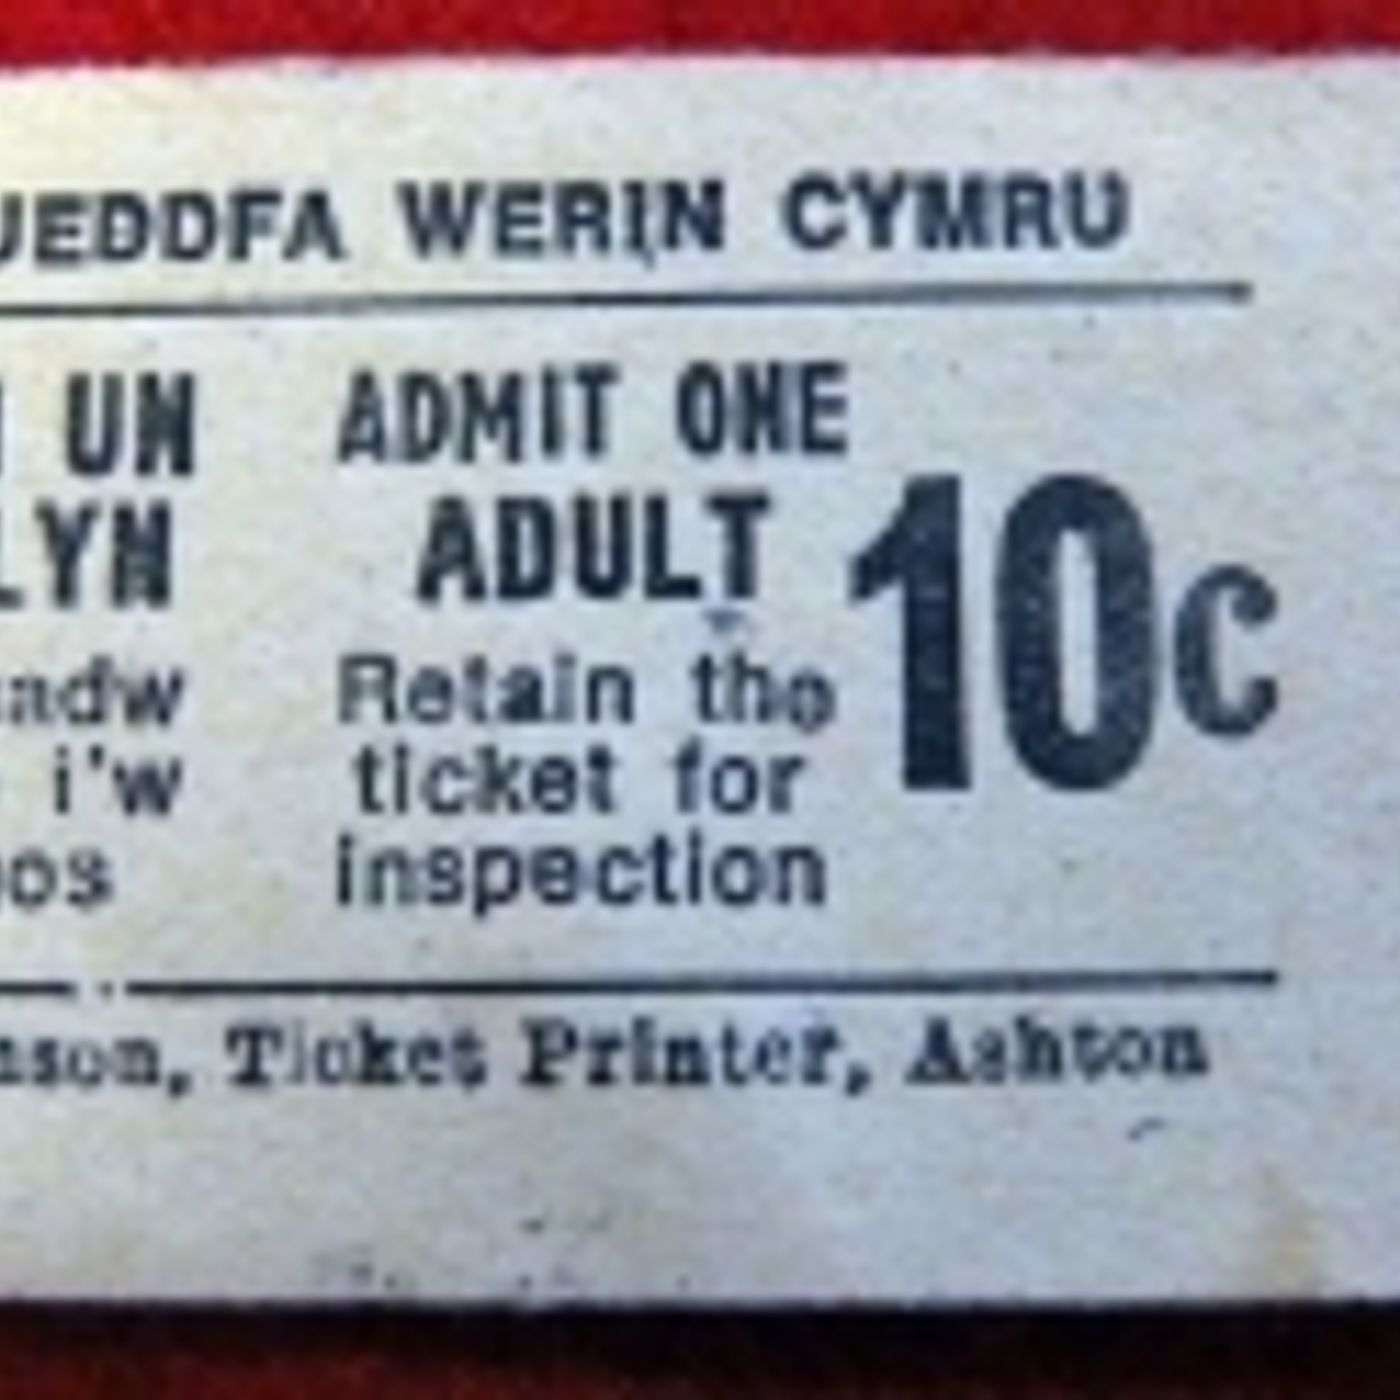 UEDDFA WERIN CYMRU
UN ADMIT ONE
LYN ADULT 10c
adw Retain the
i'w ticket for
os inspection
nson, Ticket Printer, Ashton